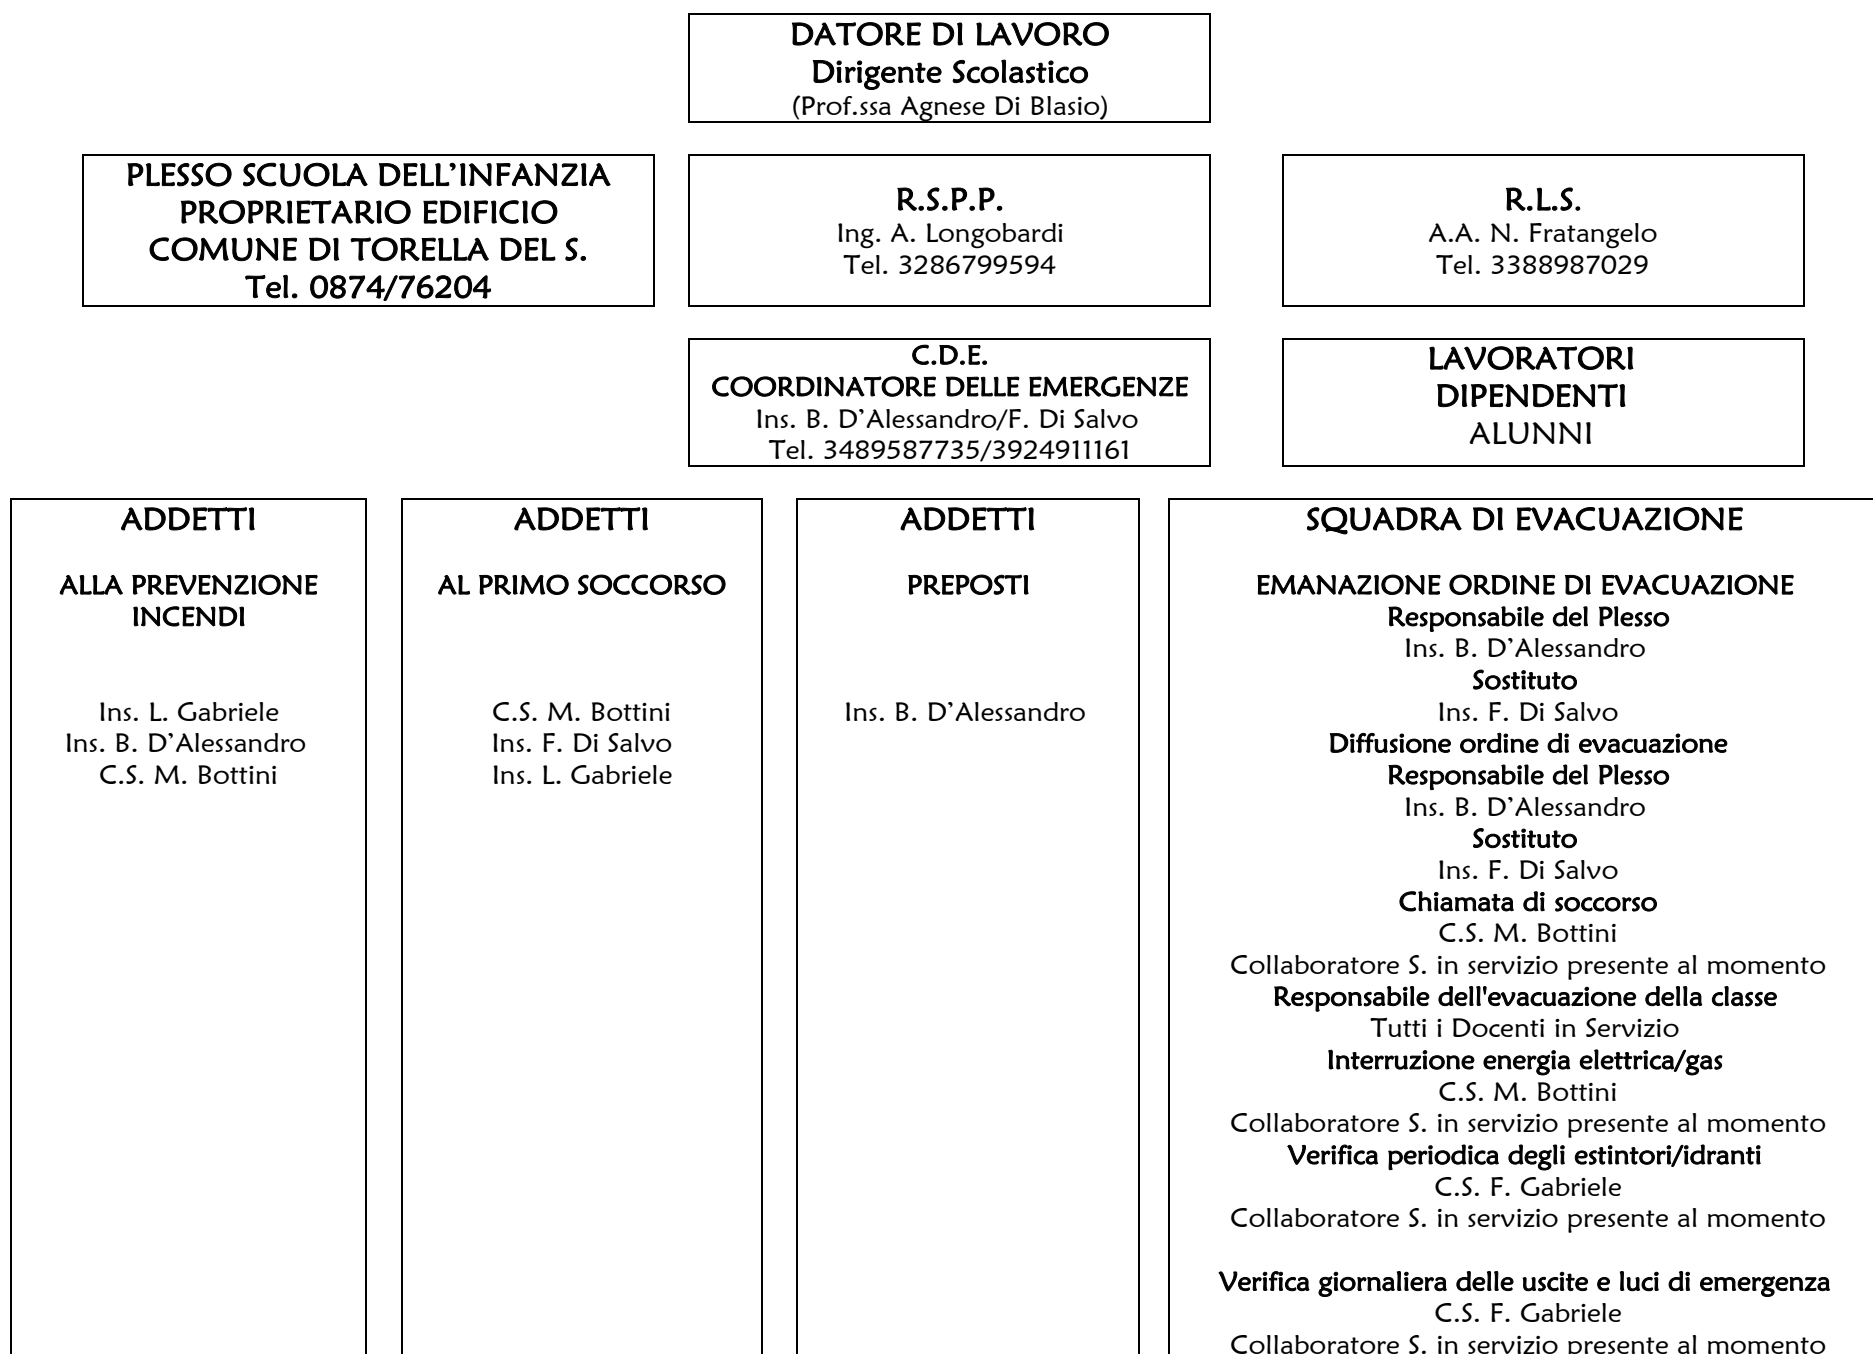 DATORE DI LAVORO
Dirigente Scolastico
(Prof.ssa Agnese Di Blasio)
PLESSO SCUOLA DELL’INFANZIA
PROPRIETARIO EDIFICIO
COMUNE DI TORELLA DEL S.
Tel. 0874/76204
R.S.P.P.
Ing. A. Longobardi
Tel. 3286799594
R.L.S.
A.A. N. Fratangelo
Tel. 3388987029
C.D.E.
COORDINATORE DELLE EMERGENZE
Ins. B. D’Alessandro/F. Di Salvo
Tel. 3489587735/3924911161
LAVORATORI
DIPENDENTI
ALUNNI
ADDETTI
ALLA PREVENZIONE
INCENDI
Ins. L. Gabriele
Ins. B. D’Alessandro
C.S. M. Bottini
ADDETTI
AL PRIMO SOCCORSO
C.S. M. Bottini
Ins. F. Di Salvo
Ins. L. Gabriele
ADDETTI
PREPOSTI
Ins. B. D’Alessandro
SQUADRA DI EVACUAZIONE
EMANAZIONE ORDINE DI EVACUAZIONE
Responsabile del Plesso
Ins. B. D’Alessandro
Sostituto
Ins. F. Di Salvo
Diffusione ordine di evacuazione
Responsabile del Plesso
Ins. B. D’Alessandro
Sostituto
Ins. F. Di Salvo
Chiamata di soccorso
C.S. M. Bottini
Collaboratore S. in servizio presente al momento
Responsabile dell'evacuazione della classe
Tutti i Docenti in Servizio
Interruzione energia elettrica/gas
C.S. M. Bottini
Collaboratore S. in servizio presente al momento
Verifica periodica degli estintori/idranti
C.S. F. Gabriele
Collaboratore S. in servizio presente al momento
Verifica giornaliera delle uscite e luci di emergenza
C.S. F. Gabriele
Collaboratore S. in servizio presente al momento